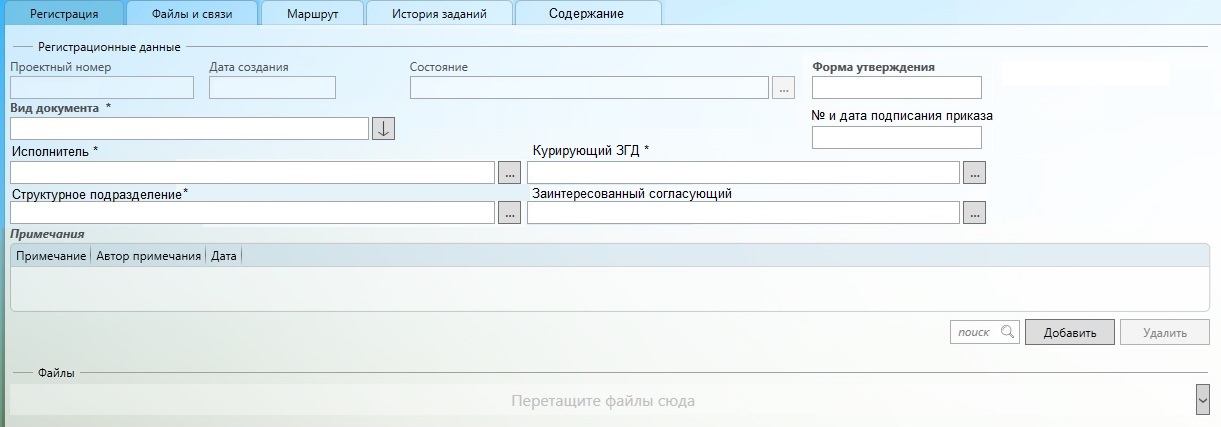 Регистрация Файлы и связи Маршрут История заданий Содержание
Регистрационные данные
Проектный номер Дата создания Состояние Форма утверждения
...
Вид документа *
№ и дата подписания приказа
Исполнитель * Курирующий ЗГД *
... ...
Структурное подразделение * Заинтересованный согласующий
... ...
Примечания
Примечание Автор примечания Дата
поиск Добавить Удалить
Файлы
Перетащите файлы сюда